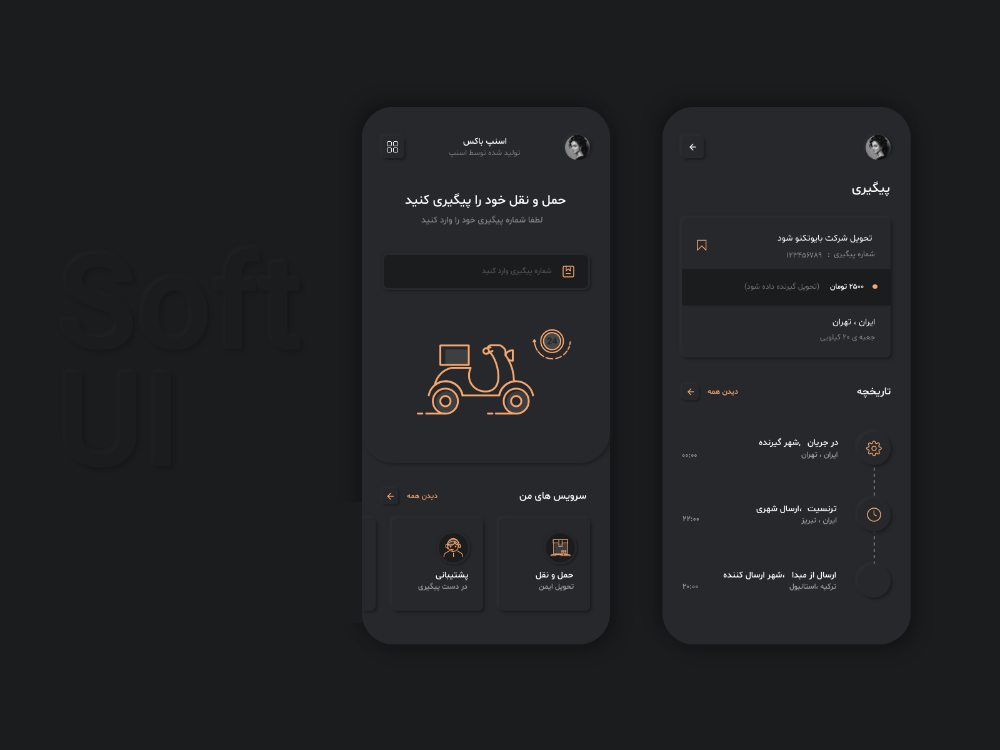 Soft
UI
اسنپ باکس
تولید شده توسط اسنپ
حمل و نقل خود را پیگیری کنید
لطفا شماره پیگیری خود را وارد کنید
شماره پیگیری وارد کنید
24
سرویس های من
دیدن همه
حمل و نقل
تحویل ایمن
پشتیبانی
در دست پیگیری
پیگیری
تحویل شرکت بایوتکنو شود
شماره پیگیری : ۱۲۳۴۵۶۷۸۹
۲۵۰۰ تومان (تحویل گیرنده داده شود)
ایران ، تهران
جعبه ی ۲۰ کیلویی
تاریخچه
دیدن همه
در جریان ،شهر گیرنده
ایران ، تهران
۰۰:۰۰
ترنسیت ،ارسال شهری
ایران ، تبریز
۲۲:۰۰
ارسال از مبدا ،شهر ارسال کننده
ترکیه ،استانبول
۲۰:۰۰